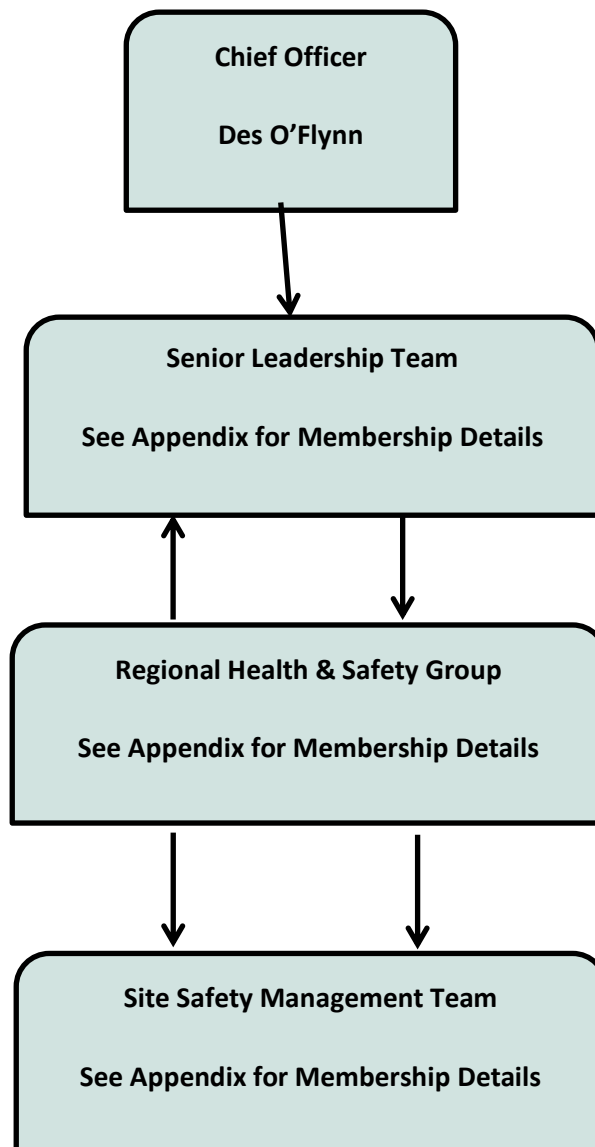 Chief Officer
Des O’Flynn
Senior Leadership Team
See Appendix for Membership Details
Regional Health & Safety Group
See Appendix for Membership Details
Site Safety Management Team
See Appendix for Membership Details